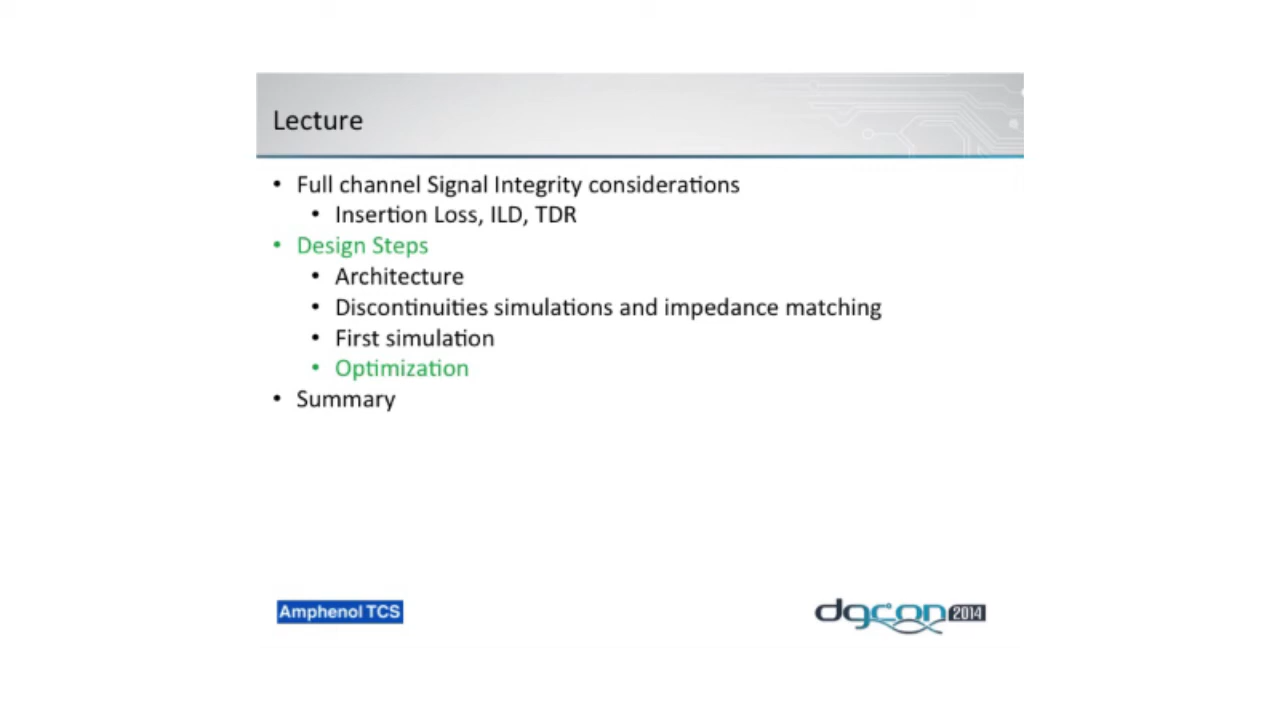 Lecture
• Full channel Signal Integrity considerations
• Insertion Loss, ILD, TDR
• Design Steps
• Architecture
• Discontinuities simulations and impedance matching
• First simulation
• Optimization
• Summary
Amphenol TCS
dgcon 2014